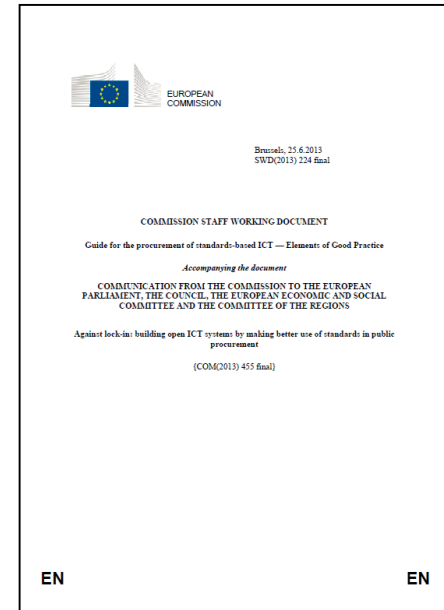 EUROPEAN
COMMISSION
Brussels, 25.6.2013
SWD(2013) 224 final
COMMISSION STAFF WORKING DOCUMENT
Guide for the procurement of standards-based ICT — Elements of Good Practice
Accompanying the document
COMMUNICATION FROM THE COMMISSION TO THE EUROPEAN
PARLIAMENT, THE COUNCIL, THE EUROPEAN ECONOMIC AND SOCIAL
COMMITTEE AND THE COMMITTEE OF THE REGIONS
Against lock-in: building open ICT systems by making better use of standards in public
procurement
{COM(2013) 455 final}
EN EN